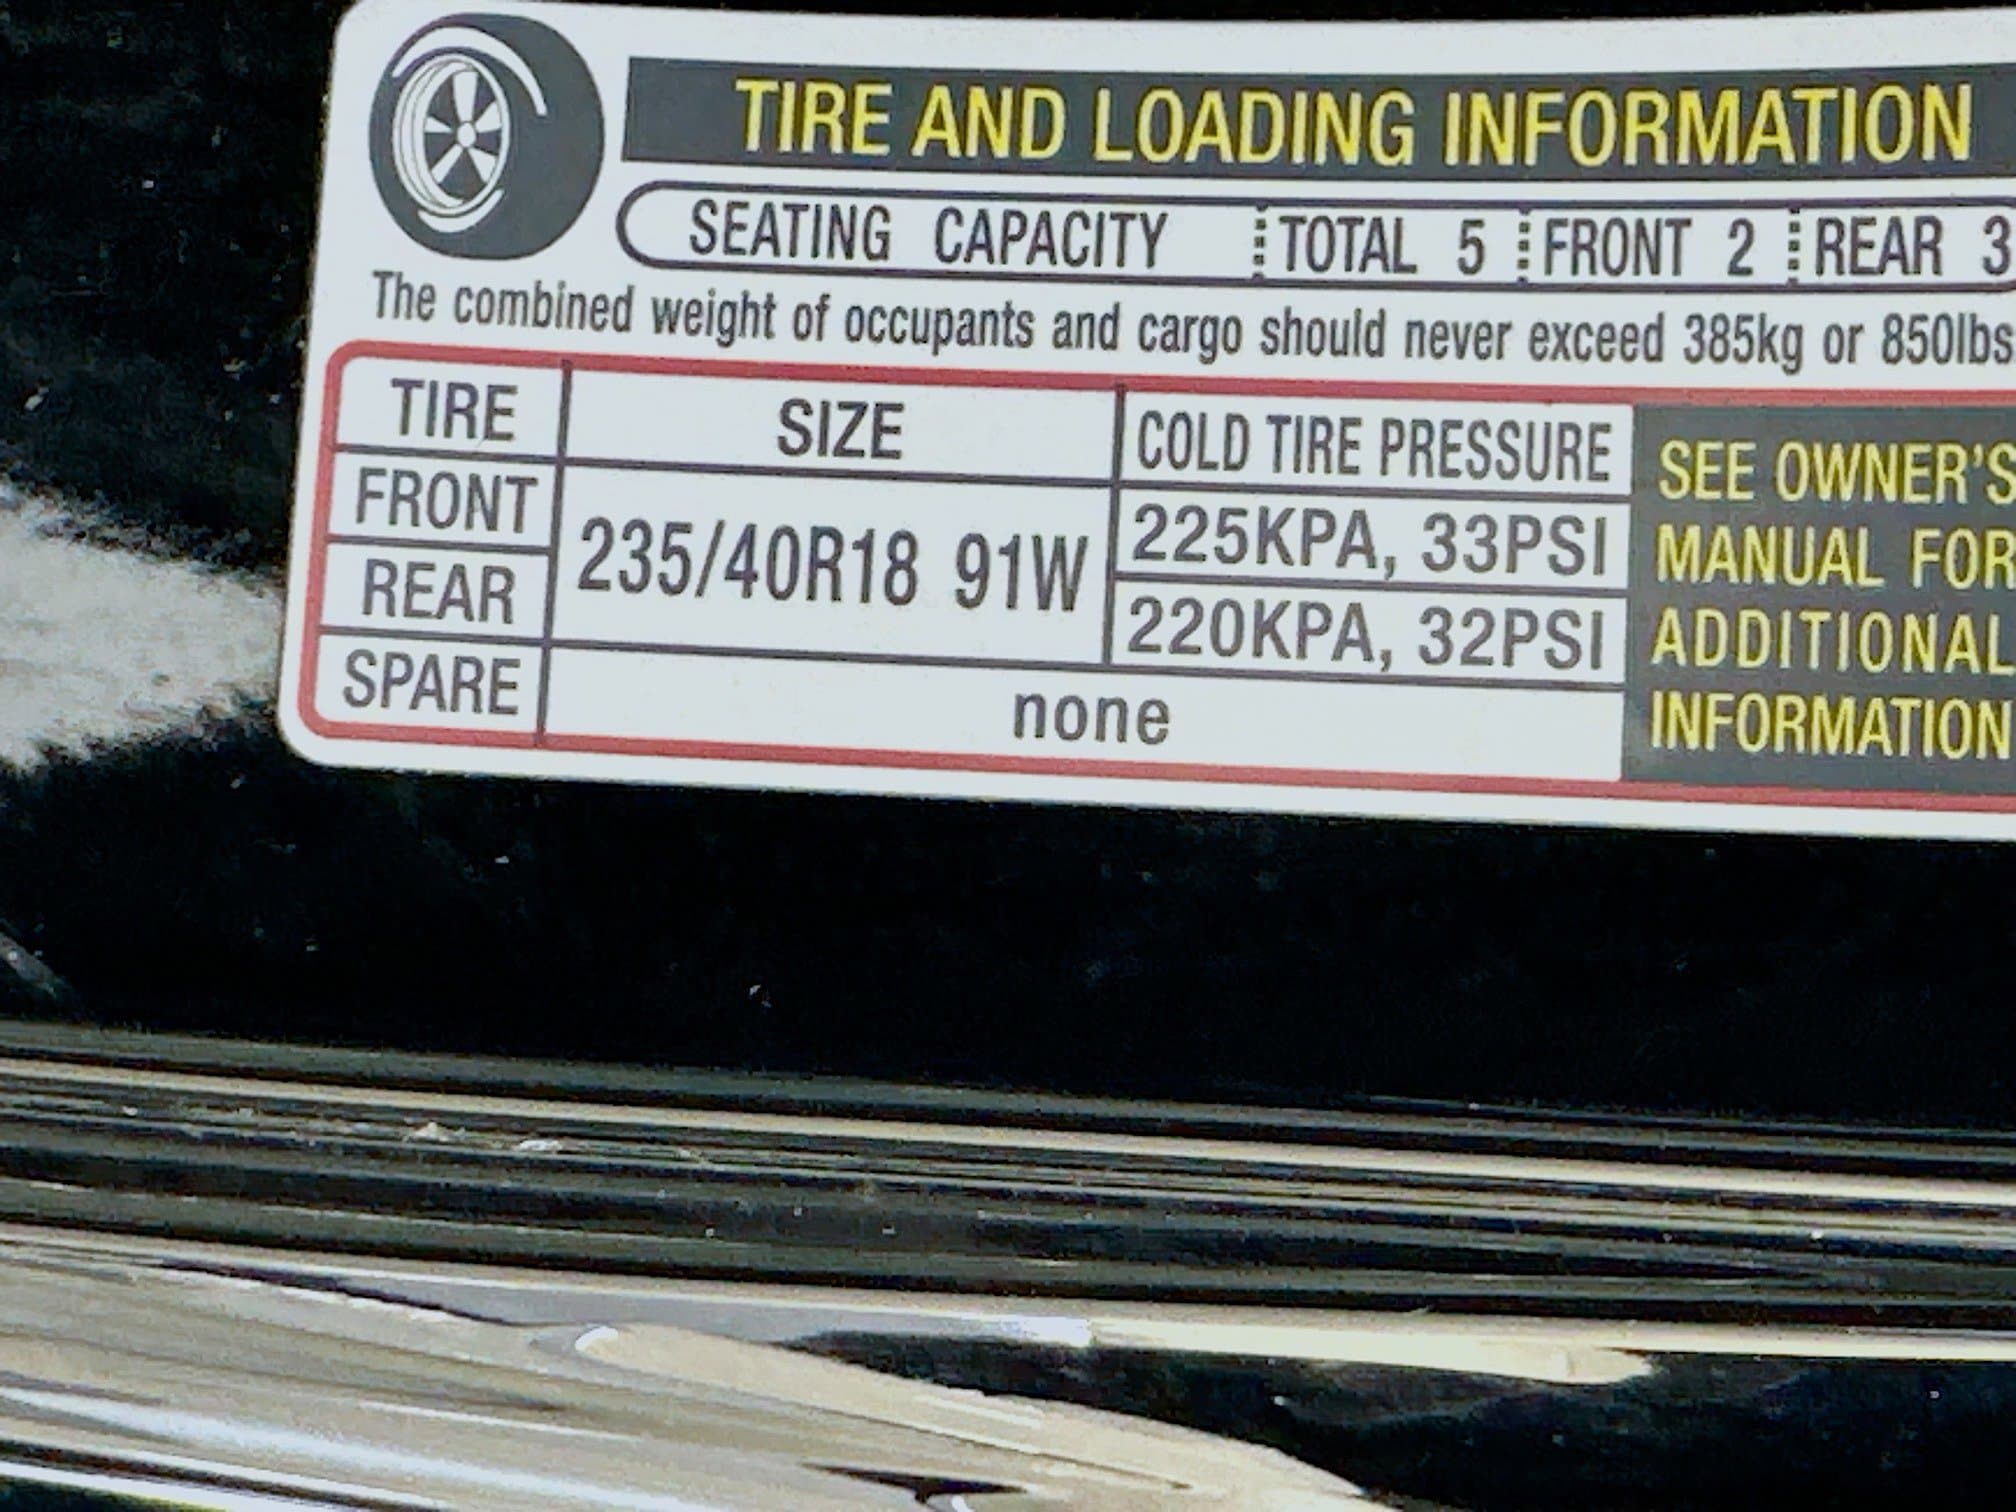 TIRE AND LOADING INFORMATION
SEATING CAPACITY TOTAL 5 FRONT 2 REAR 3
The combined weight of occupants and cargo should never exceed 385kg or 850lbs
TIRE SIZE COLD TIRE PRESSURE
FRONT 235/40R18 91W 225KPA, 33PSI
REAR 220KPA, 32PSI
SPARE none
SEE OWNER'S
MANUAL FOR
ADDITIONAL
INFORMATION